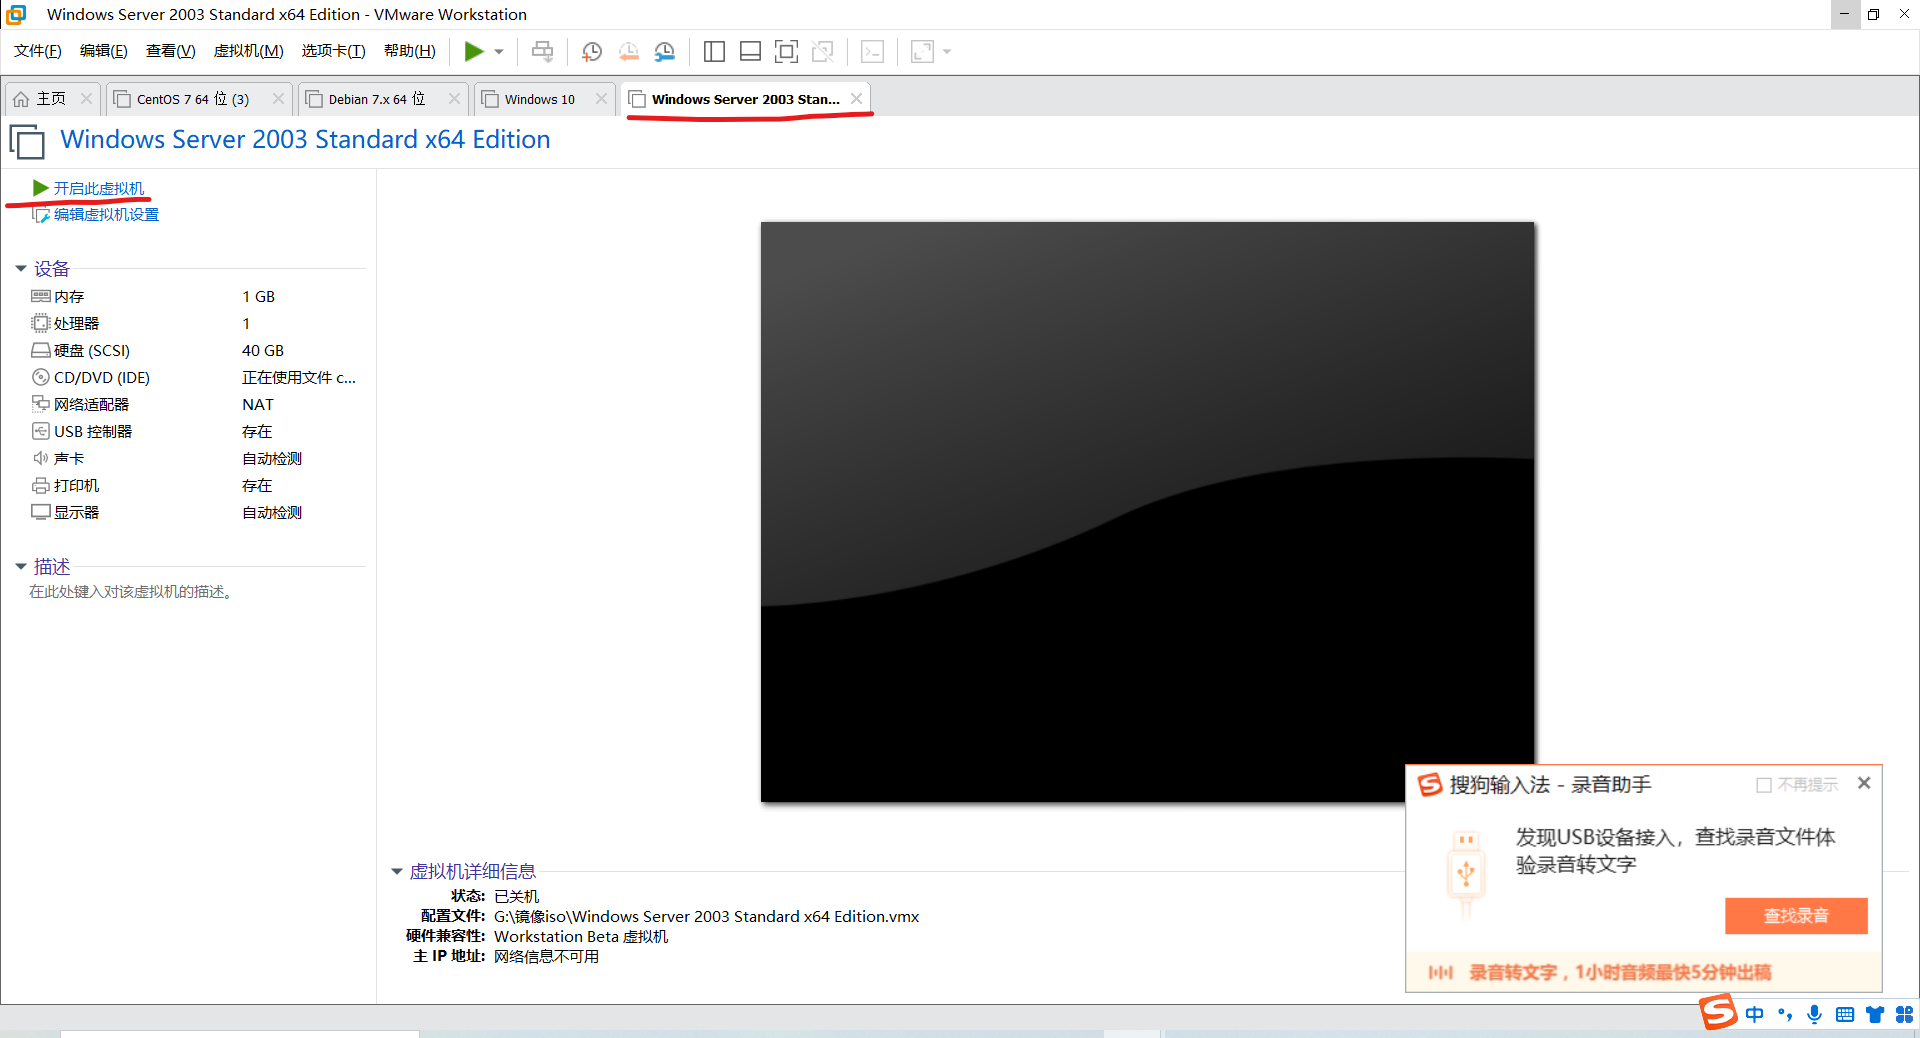 Windows Server 2003 Standard x64 Edition - VMware Workstation
文件(F) 编辑(E) 查看(V) 虚拟机(M) 选项卡(T) 帮助(H)
主页 CentOS 7 64 位 (3) Debian 7.x 64 位 Windows 10 Windows Server 2003 Stan...
Windows Server 2003 Standard x64 Edition
开启此虚拟机
编辑虚拟机设置
设备
内存 1 GB
处理器 1
硬盘 (SCSI) 40 GB
CD/DVD (IDE) 正在使用文件 c...
网络适配器 NAT
USB 控制器 存在
声卡 自动检测
打印机 存在
显示器 自动检测
描述
在此处键入对该虚拟机的描述。
虚拟机详细信息
状态: 已关机
配置文件: G:\镜像iso\Windows Server 2003 Standard x64 Edition.vmx
硬件兼容性: Workstation Beta 虚拟机
主 IP 地址: 网络信息不可用
搜狗输入法 - 录音助手 不再提示
发现USB设备接入，查找录音文件体
验录音转文字
查找录音
录音转文字，1小时音频最快5分钟出稿
中